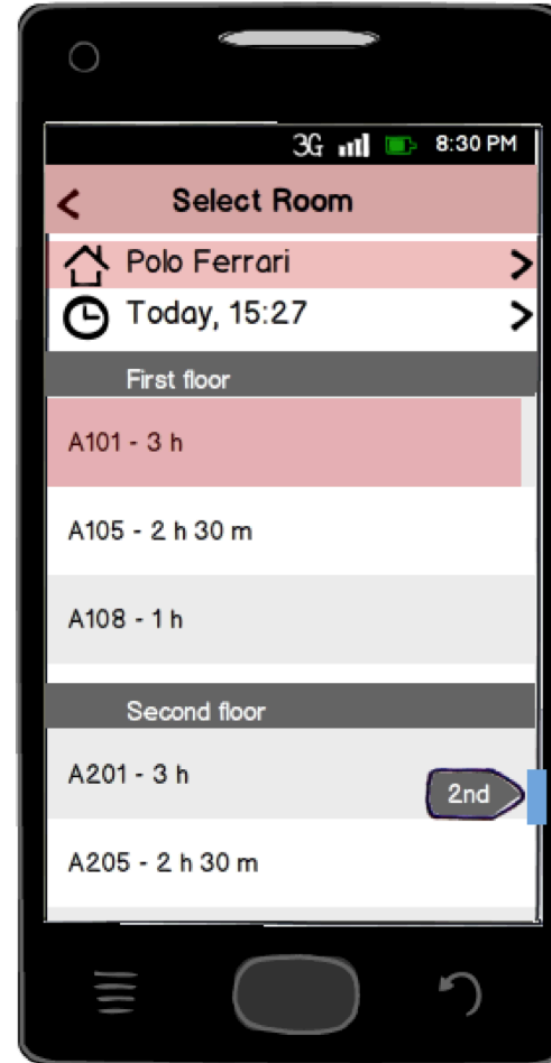 3G 8:30 PM
Select Room
Polo Ferrari
Today, 15:27
First floor
A101 - 3 h
A105 - 2 h 30 m
A108 - 1 h
Second floor
A201 - 3 h
2nd
A205 - 2 h 30 m